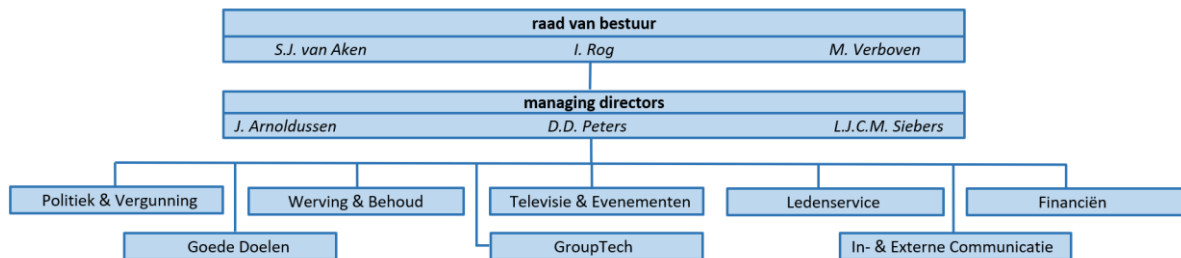 raad van bestuur
S.J. van Aken I. Rog M. Verboven
managing directors
J. Arnoldussen D.D. Peters L.J.C.M. Siebers
Politiek & Vergunning Werving & Behoud Televisie & Evenementen Ledenservice Financiën
Goede Doelen GroupTech In- & Externe Communicatie